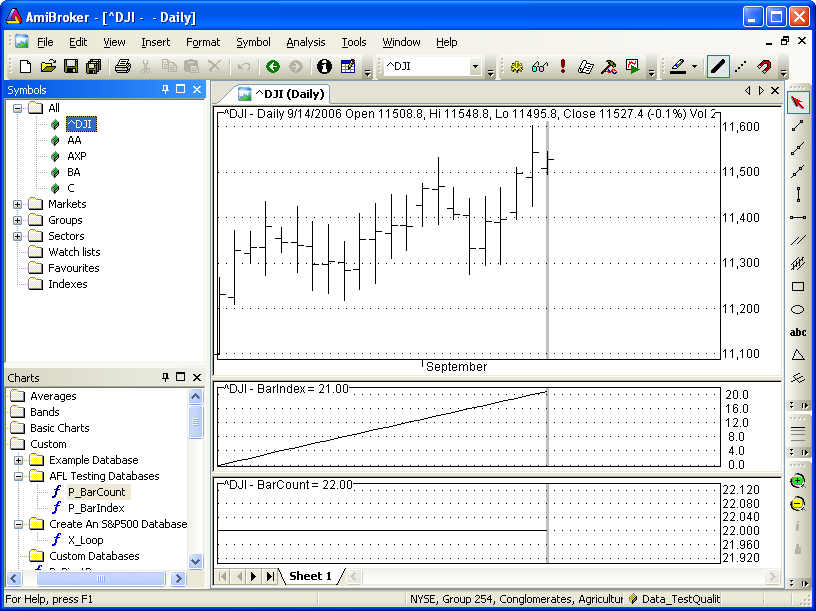 AmiBroker - [^DJI - - Daily]
File Edit View Insert Format Symbol Analysis Tools Window Help
^DJI
Symbols
All
^DJI
AA
AXP
BA
C
Markets
Groups
Sectors
Watch lists
Favourites
Indexes
Charts
Averages
Bands
Basic Charts
Custom
Example Database
AFL Testing Databases
P_BarCount
P_BarIndex
Create An S&P500 Database
X_Loop
Custom Databases
^DJI (Daily)
^DJI - Daily 9/14/2006 Open 11508.8, Hi 11548.8, Lo 11495.8, Close 11527.4 (-0.1%) Vol 2
11,600
11,500
11,400
11,300
11,200
11,100
September
^DJI - BarIndex = 21.00
20.0
16.0
12.0
8.0
4.0
0.0
^DJI - BarCount = 22.00
22.120
22.080
22.040
22.000
21.960
21.920
Sheet 1
abc
For Help, press F1
NYSE, Group 254, Conglomerates, Agricultur
Data_TestQualit